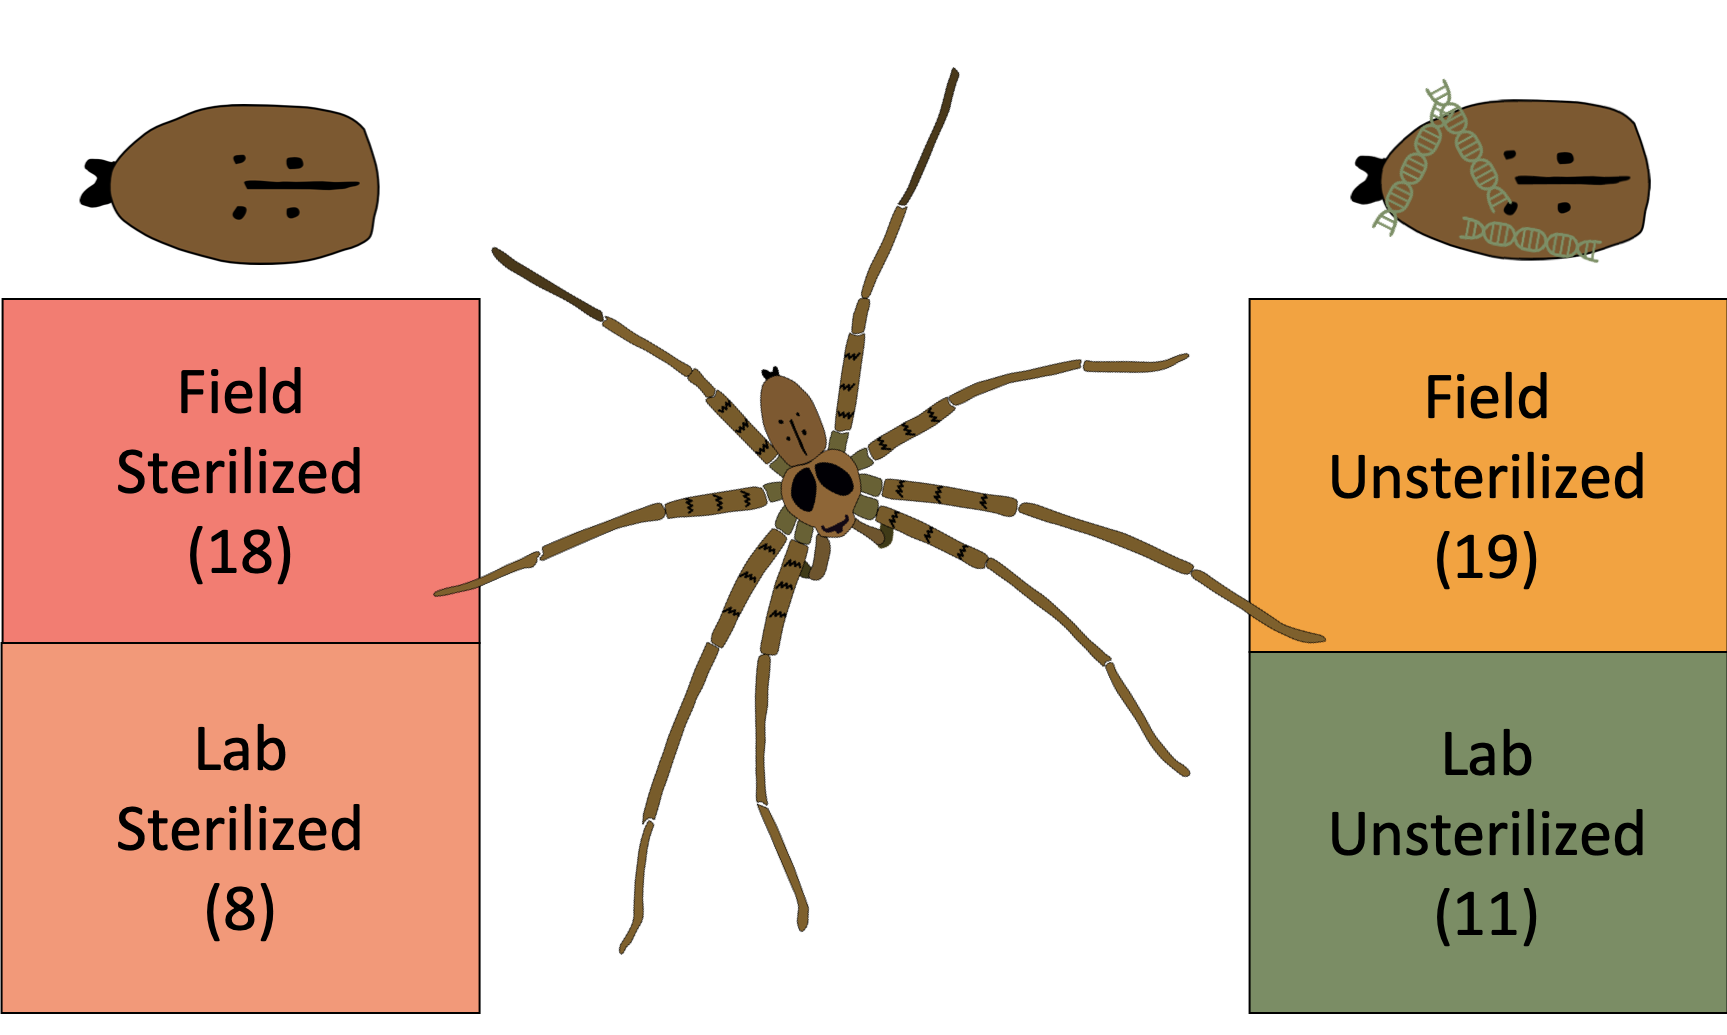 Field
Sterilized
(18)
Lab
Sterilized
(8)
Field
Unsterilized
(19)
Lab
Unsterilized
(11)